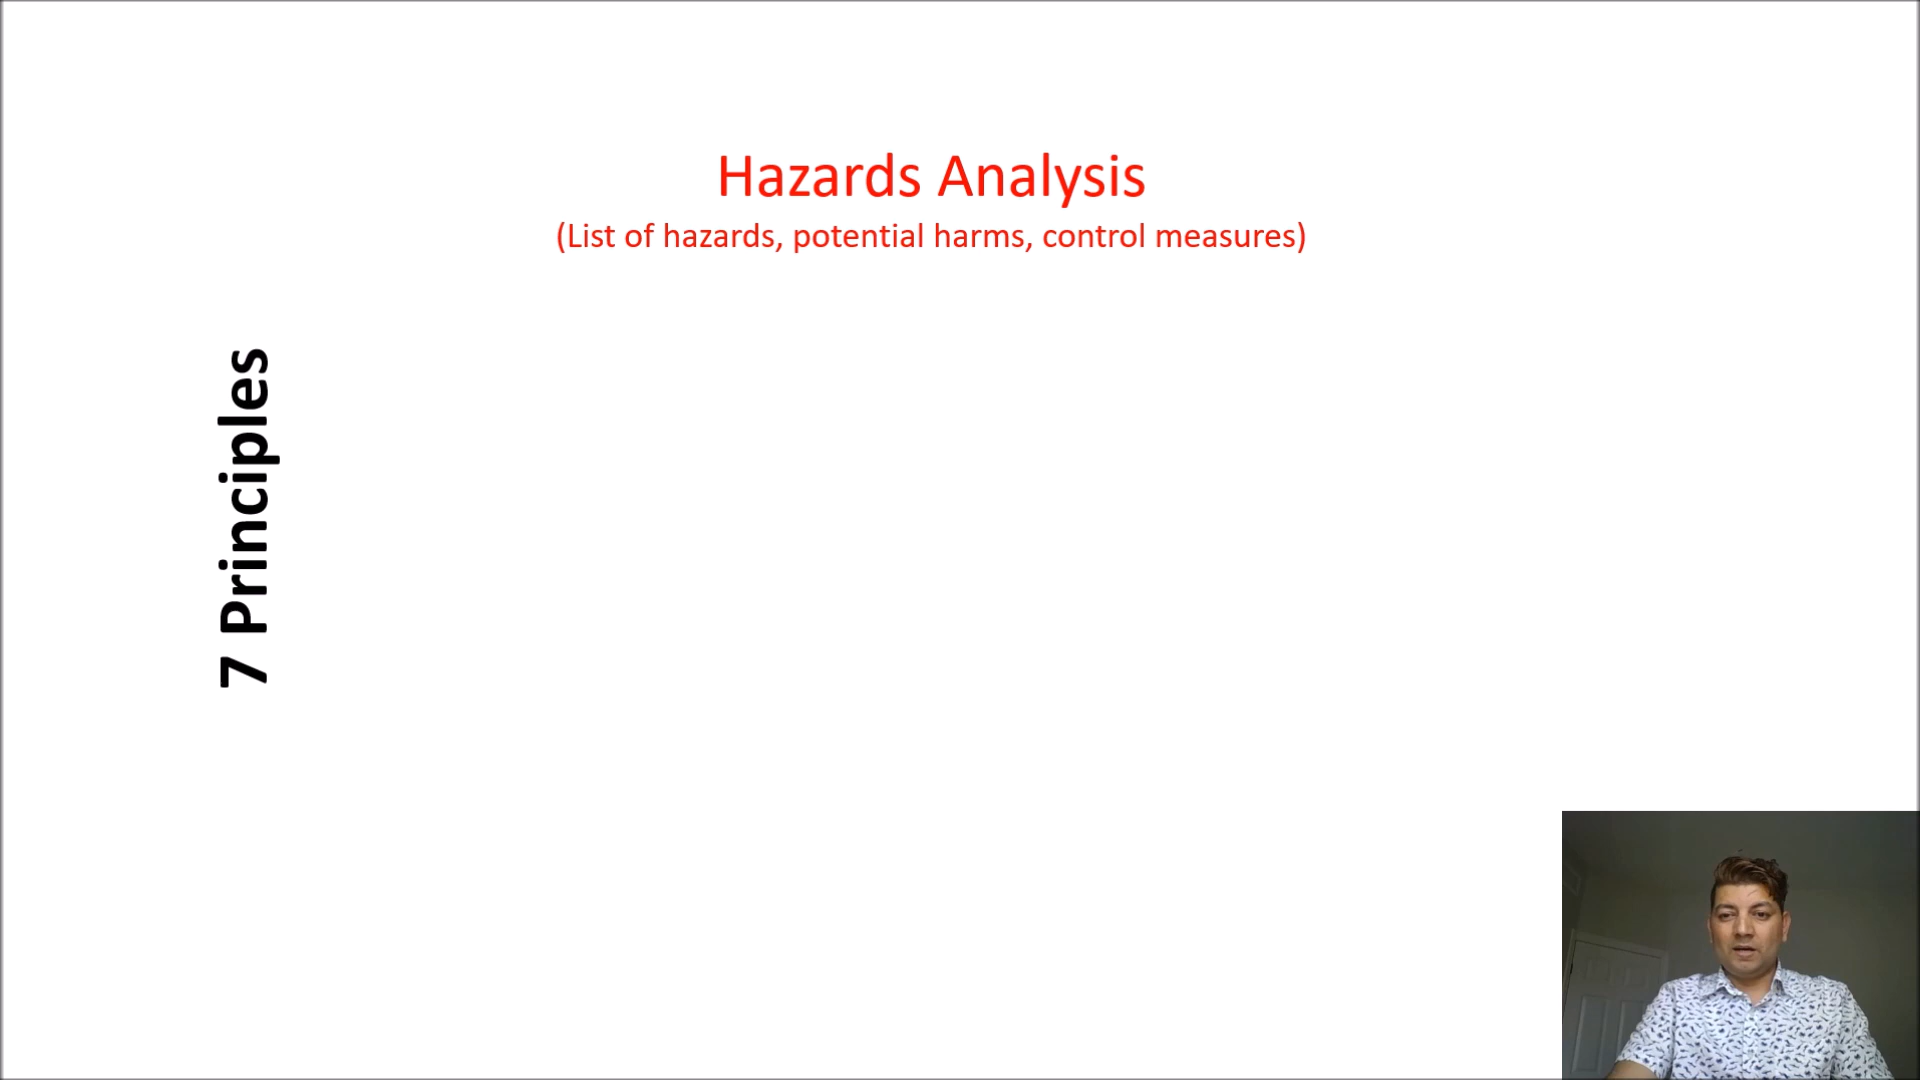 Hazards Analysis
(List of hazards, potential harms, control measures)
7 Principles